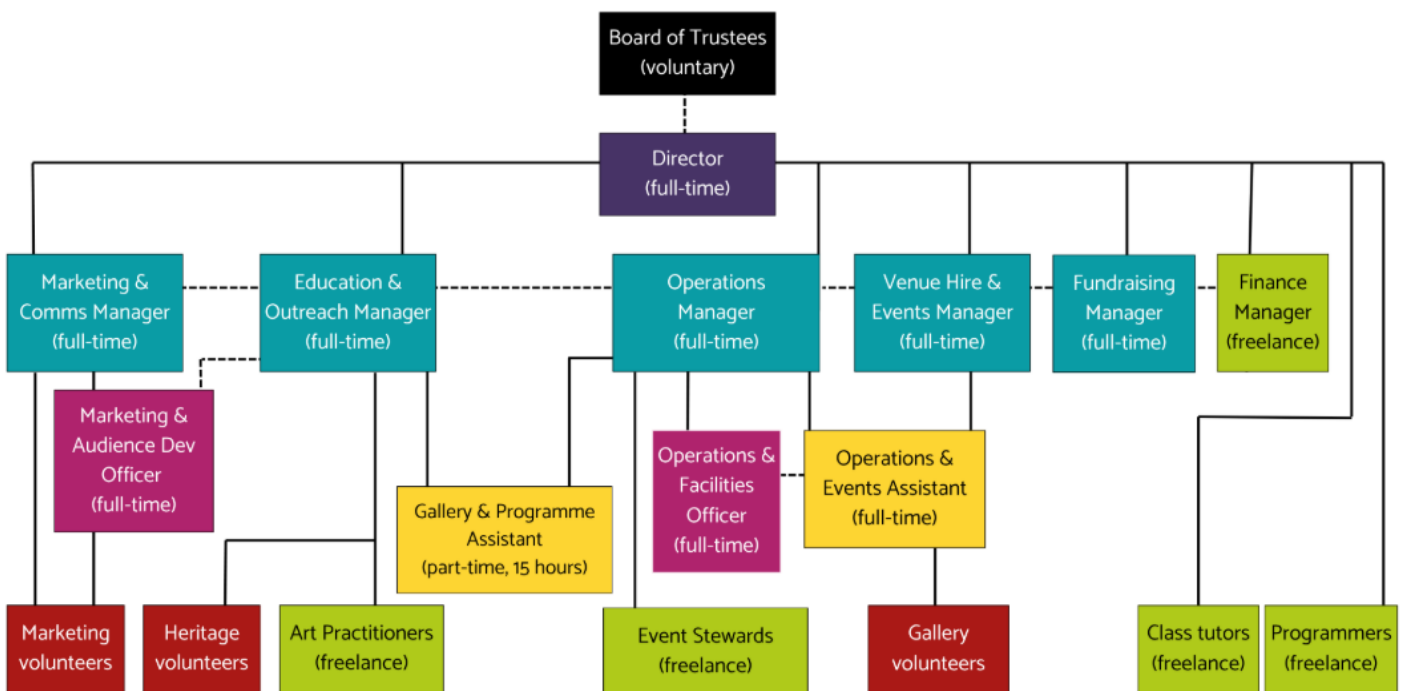 Board of Trustees
(voluntary)
Director
(full-time)
Marketing &
Comms Manager
(full-time)
Education &
Outreach Manager
(full-time)
Operations
Manager
(full-time)
Venue Hire &
Events Manager
(full-time)
Fundraising
Manager
(full-time)
Finance
Manager
(freelance)
Marketing &
Audience Dev
Officer
(full-time)
Gallery & Programme
Assistant
(part-time, 15 hours)
Operations &
Facilities
Officer
(full-time)
Operations &
Events Assistant
(full-time)
Marketing
volunteers
Heritage
volunteers
Art Practitioners
(freelance)
Event Stewards
(freelance)
Gallery
volunteers
Class tutors
(freelance)
Programmers
(freelance)